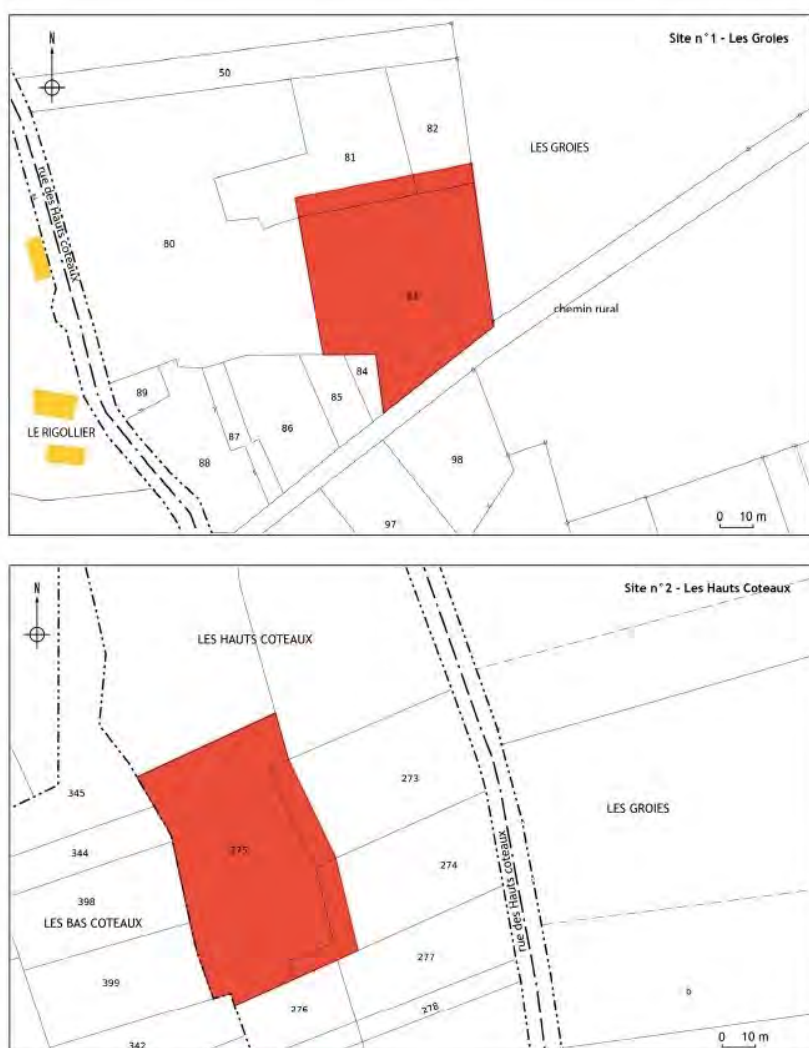 Site n°1 - Les Groies
N
50
82
81
LES GROIES
rue des Hauts coteaux
80
83
chemin rural
84
89
85
86
87
LE RIGOLLIER
88
98
97
0 10 m
Site n°2 - Les Hauts Coteaux
N
LES HAUTS COTEAUX
273
345
LES GROIES
344
275
274
rue des Hauts coteaux
398
LES BAS COTEAUX
277
399
276
278
342
0 10 m